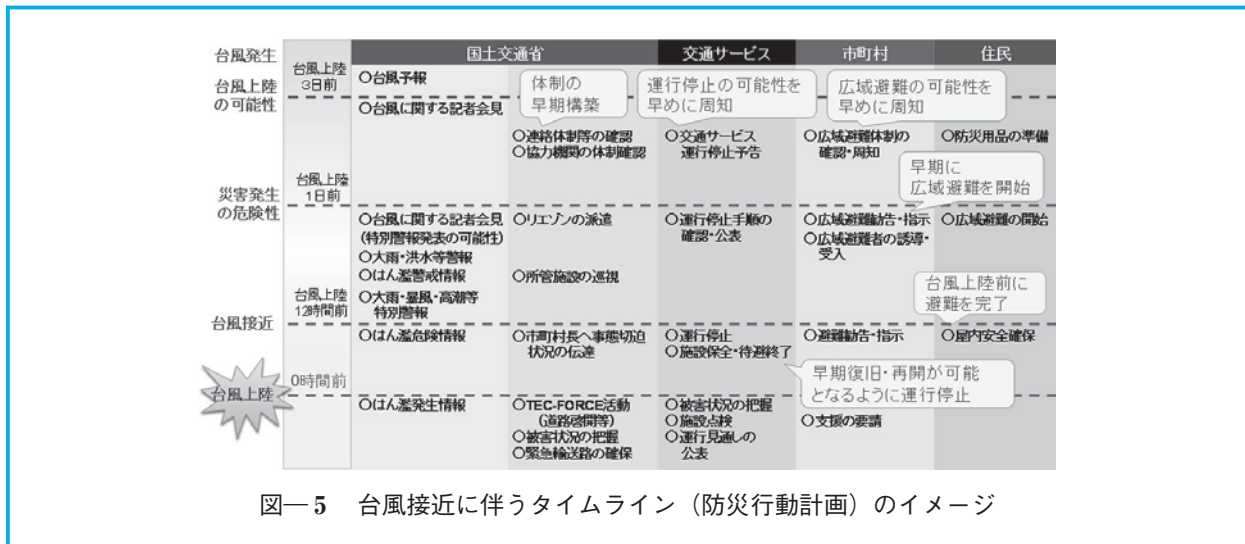 台風発生
台風上陸
の可能性
災害発生
の危険性
台風接近
台風上陸
台風上陸
3日前
台風上陸
1日前
台風上陸
12時間前
0時間前
国土交通省
交通サービス
市町村
住民
○台風予報
体制の
早期構築
運行停止の可能性を
早めに周知
広域避難の可能性を
早めに周知
○台風に関する記者会見
○連絡体制等の確認
○協力機関の体制確認
○交通サービス
運行停止予告
○広域避難体制の
確認・周知
○防災用品の準備
早期に
広域避難を開始
○台風に関する記者会見
(特別警報発表の可能性)
○大雨・洪水等警報
○はん濫警戒情報
○大雨・暴風・高潮等
特別警報
○リエゾンの派遣
○所管施設の巡視
○運行停止手順の
確認・公表
○広域避難勧告・指示
○広域避難者の誘導・
受入
○広域避難の開始
台風上陸前に
避難を完了
○はん濫危険情報
○市町村長へ事態切迫
状況の伝達
○運行停止
○施設保全・待避終了
○避難勧告・指示
○屋内安全確保
早期復旧・再開が可能
となるように運行停止
○はん濫発生情報
○TEC-FORCE活動
(道路啓開等)
○被害状況の把握
○緊急輸送路の確保
○被害状況の把握
○施設点検
○運行見通しの
公表
○支援の要請
図―5 台風接近に伴うタイムライン（防災行動計画）のイメージ